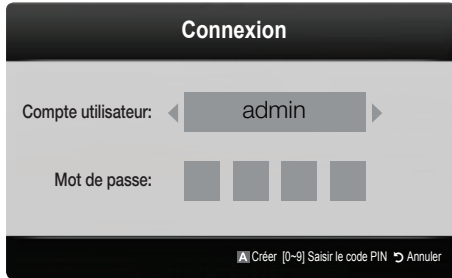 Connexion
Compte utilisateur: admin
Mot de passe:
A Créer [0~9] Saisir le code PIN Annuler